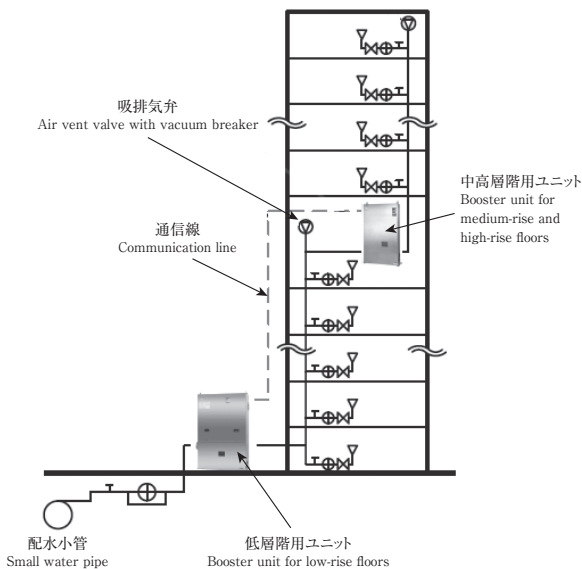 吸排気弁
Air vent valve with vacuum breaker
中高層階用ユニット
Booster unit for
medium-rise and
high-rise floors
通信線
Communication line
配水小管
Small water pipe
低層階用ユニット
Booster unit for low-rise floors